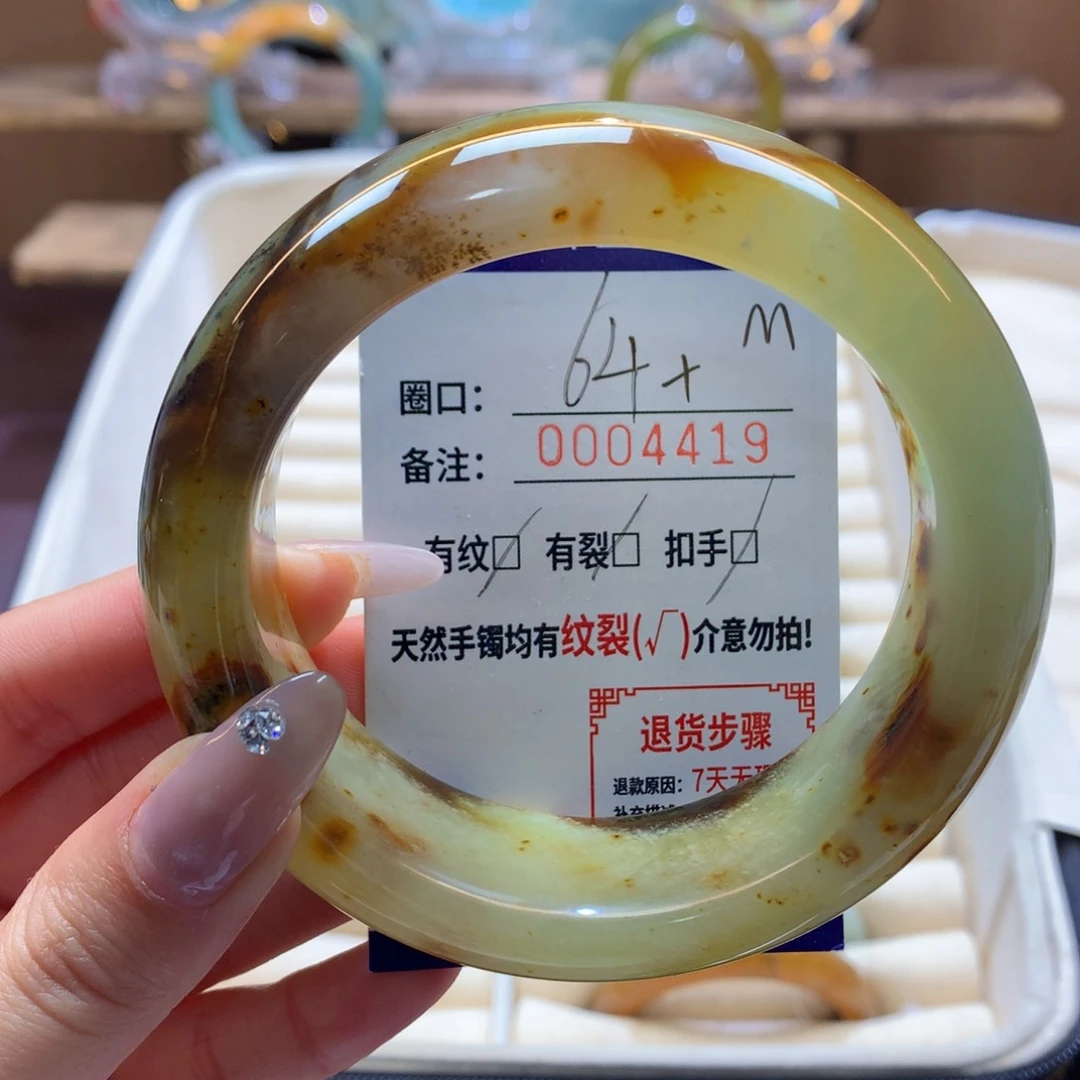 M
圈口： 64+
备注： 0004419
有纹□ 有裂□ 扣手□
天然手镯均有纹裂(√)介意勿拍!
退货步骤
退款原因：7天无